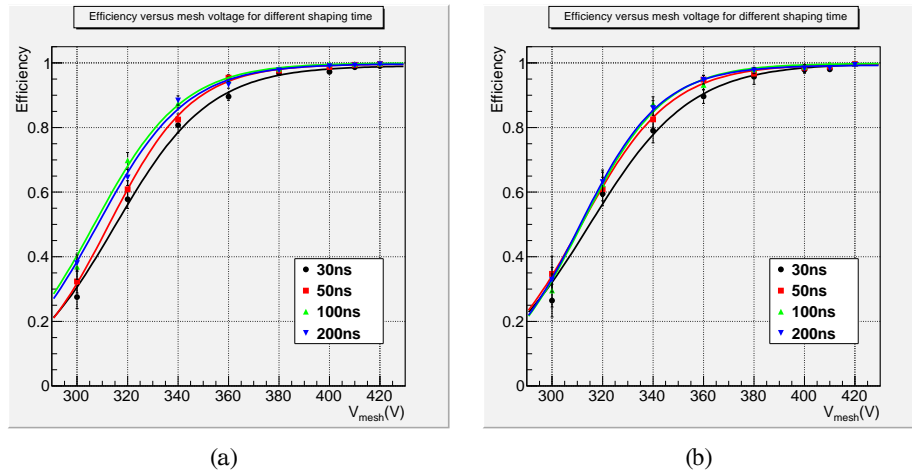 Efficiency versus mesh voltage for different shaping time
Efficiency
1
0.8
0.6
0.4
0.2
0
30ns
50ns
100ns
200ns
300 320 340 360 380 400 420
V_mesh(V)
(a)
Efficiency versus mesh voltage for different shaping time
Efficiency
1
0.8
0.6
0.4
0.2
0
30ns
50ns
100ns
200ns
300 320 340 360 380 400 420
V_mesh(V)
(b)